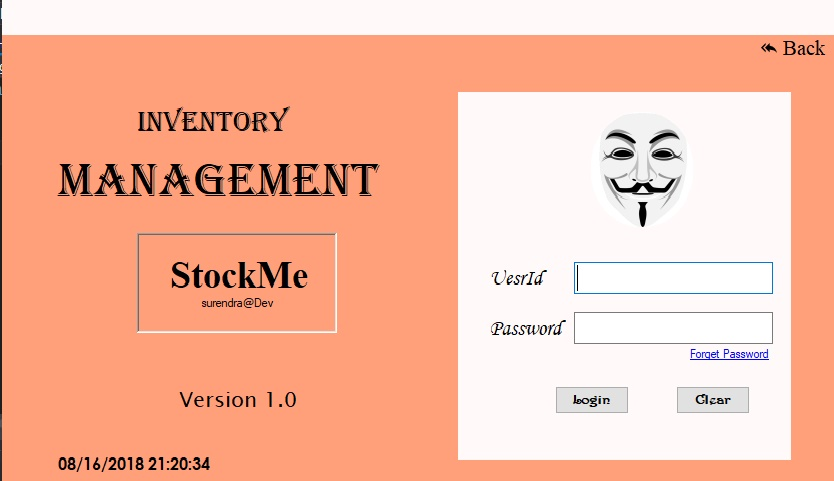 Back
INVENTORY
MANAGEMENT
StockMe
surendra@Dev
Version 1.0
08/16/2018 21:20:34
UesrId
Password
Forget Password
Login
Clear